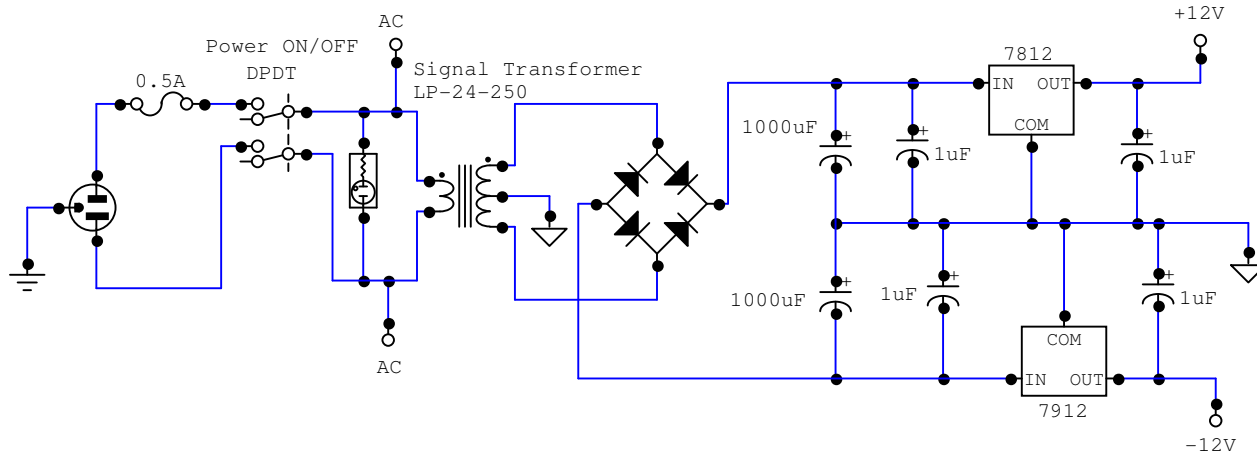 +12V
AC
Power ON/OFF
DPDT
7812
0.5A
Signal Transformer
LP-24-250
IN
OUT
COM
1000uF
+
+
1uF
+
1uF
1000uF
+
1uF
+
+
1uF
COM
AC
IN
OUT
7912
-12V